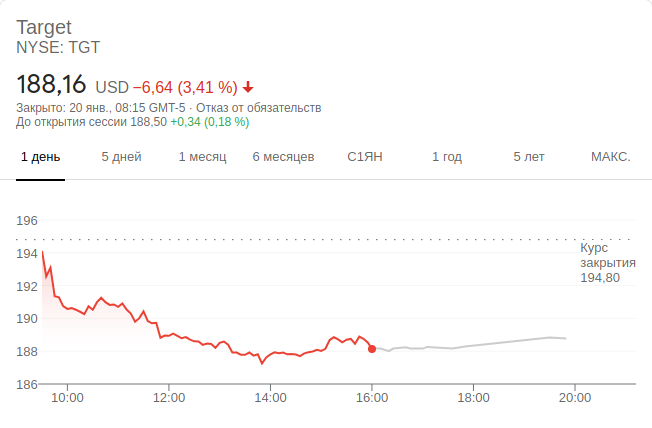 Target
NYSE: TGT
188,16 USD −6,64 (3,41 %)
Закрыто: 20 янв., 08:15 GMT-5 · Отказ от обязательств
До открытия сессии 188,50 +0,34 (0,18 %)
1 день 5 дней 1 месяц 6 месяцев С1ЯН 1 год 5 лет МАКС.
196
194
192
190
188
186
Курс
закрытия
194,80
10:00 12:00 14:00 16:00 18:00 20:00